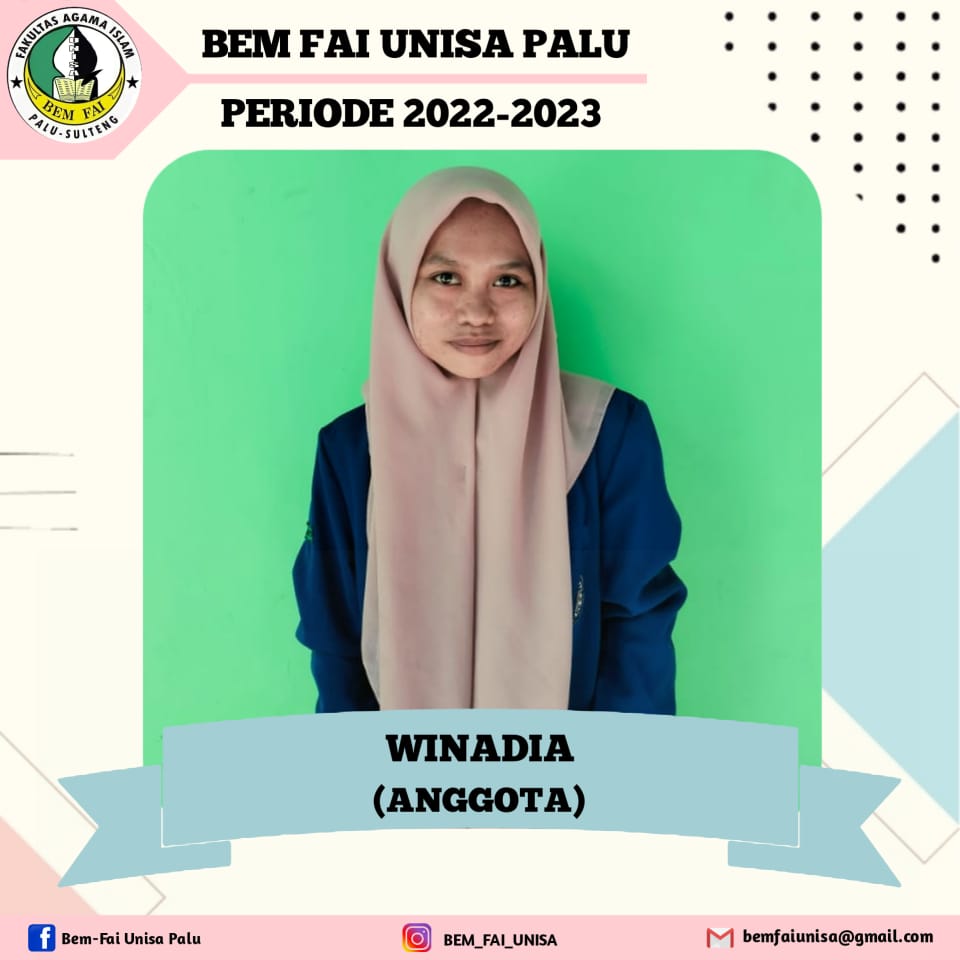 FAKULTAS AGAMA ISLAM
BEM FAI
PALU-SULTENG
BEM FAI UNISA PALU
PERIODE 2022-2023
WINADIA
(ANGGOTA)
Bem-Fai Unisa Palu
BEM_FAI_UNISA
bemfaiunisa@gmail.com